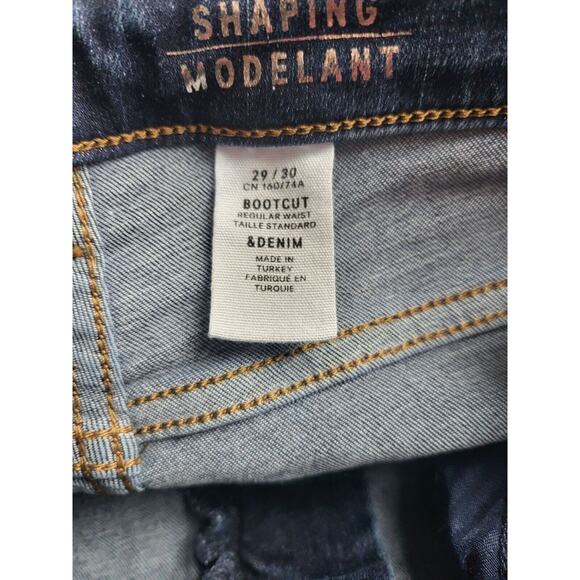 SHAPING
MODELANT
29 / 30
CN 160/74A
BOOTCUT
REGULAR WAIST
TAILLE STANDARD
&DENIM
MADE IN
TURKEY
FABRIQUÉ EN
TURQUIE